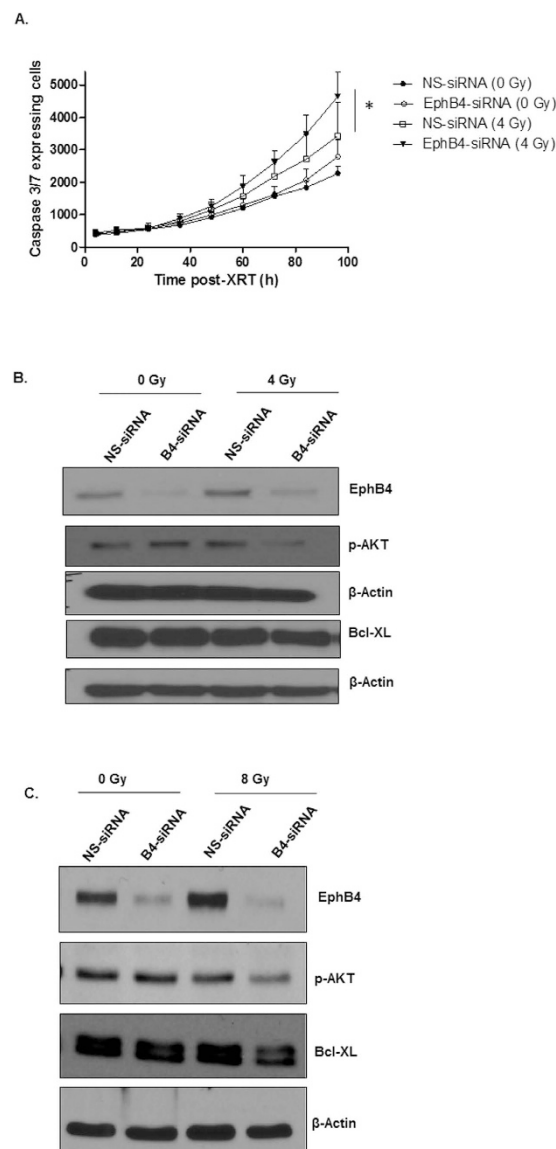 A.
Caspase 3/7 expressing cells
5000
4000
3000
2000
1000
0
0 20 40 60 80 100
Time post-XRT (h)
*
NS-siRNA (0 Gy)
EphB4-siRNA (0 Gy)
NS-siRNA (4 Gy)
EphB4-siRNA (4 Gy)
B.
0 Gy 4 Gy
NS-siRNA B4-siRNA NS-siRNA B4-siRNA
EphB4
p-AKT
β-Actin
Bcl-XL
β-Actin
C.
0 Gy 8 Gy
NS-siRNA B4-siRNA NS-siRNA B4-siRNA
EphB4
p-AKT
Bcl-XL
β-Actin